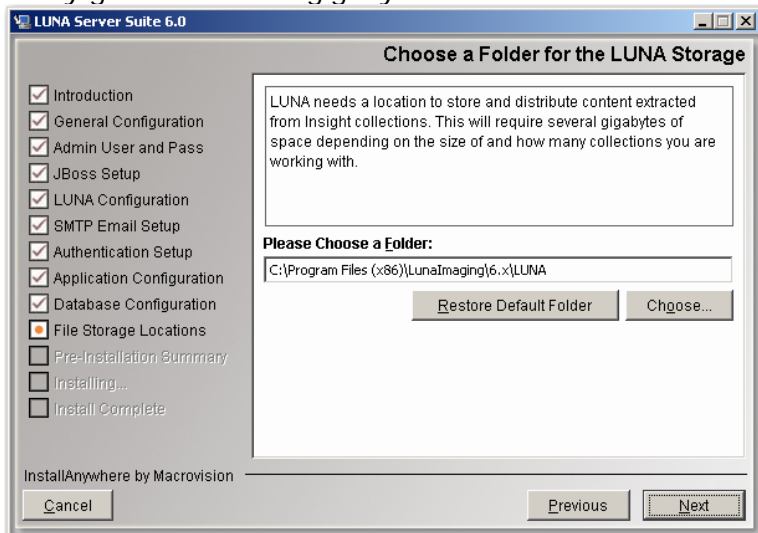 LUNA Server Suite 6.0
Choose a Folder for the LUNA Storage
Introduction
General Configuration
Admin User and Pass
JBoss Setup
LUNA Configuration
SMTP Email Setup
Authentication Setup
Application Configuration
Database Configuration
File Storage Locations
Pre-Installation Summary
Installing...
Install Complete
LUNA needs a location to store and distribute content extracted
from Insight collections. This will require several gigabytes of
space depending on the size of and how many collections you are
working with.
Please Choose a Folder:
C:\Program Files (x86)\LunaImaging\6.x\LUNA
Restore Default Folder
Choose...
InstallAnywhere by Macrovision
Cancel
Previous
Next